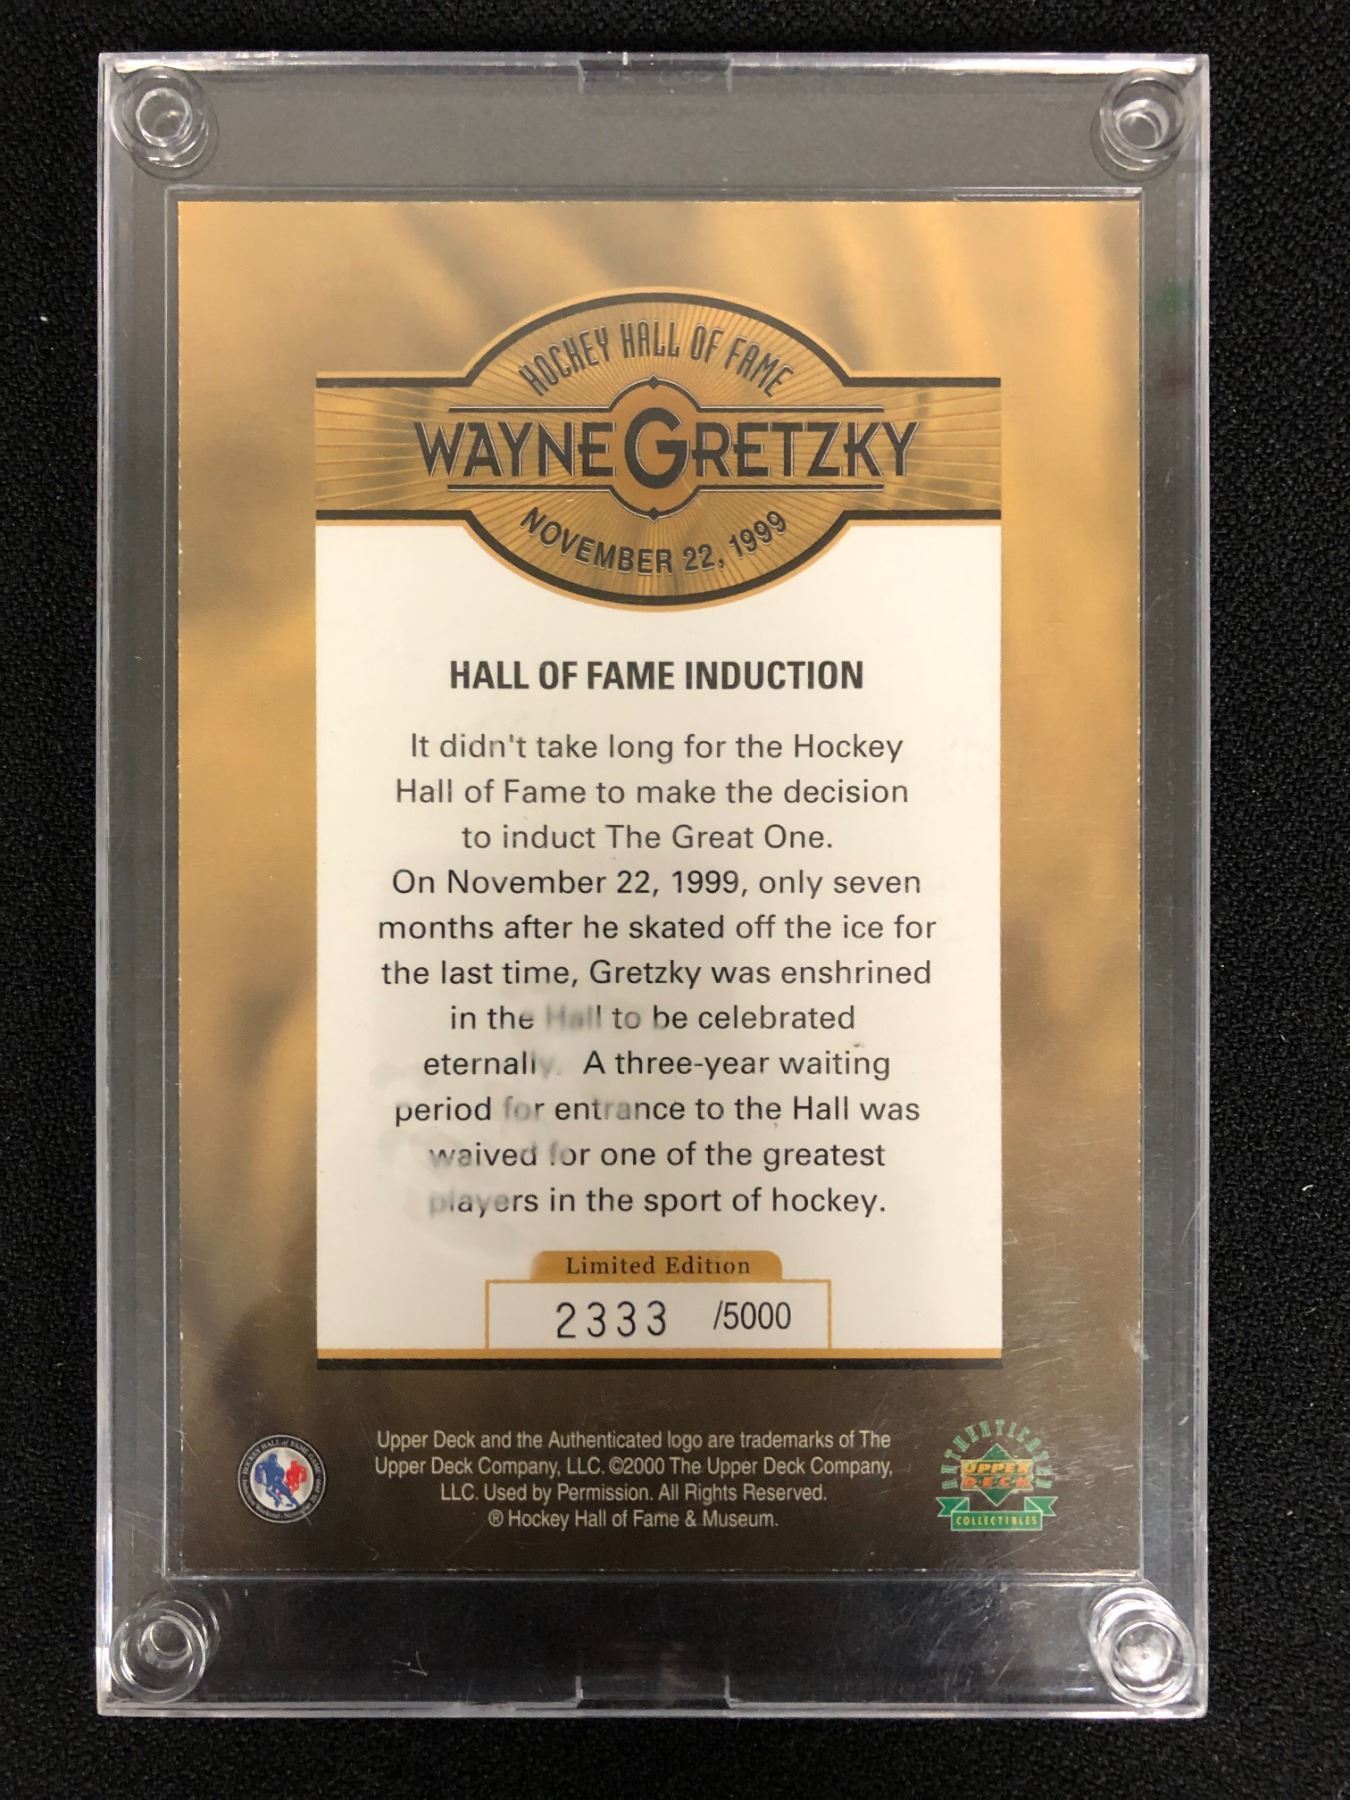 HOCKEY HALL OF FAME
WAYNE GRETZKY
NOVEMBER 22, 1999
HALL OF FAME INDUCTION
It didn't take long for the Hockey
Hall of Fame to make the decision
to induct The Great One.
On November 22, 1999, only seven
months after he skated off the ice for
the last time, Gretzky was enshrined
in the Hall to be celebrated
eternally. A three-year waiting
period for entrance to the Hall was
waived for one of the greatest
players in the sport of hockey.
Limited Edition
2333 /5000
Upper Deck and the Authenticated logo are trademarks of The
Upper Deck Company, LLC. ©2000 The Upper Deck Company,
LLC. Used by Permission. All Rights Reserved.
® Hockey Hall of Fame & Museum.
HOCKEY HALL of FAME GAME
AUTHENTICATED
UPPER
DECK
COLLECTIBLES